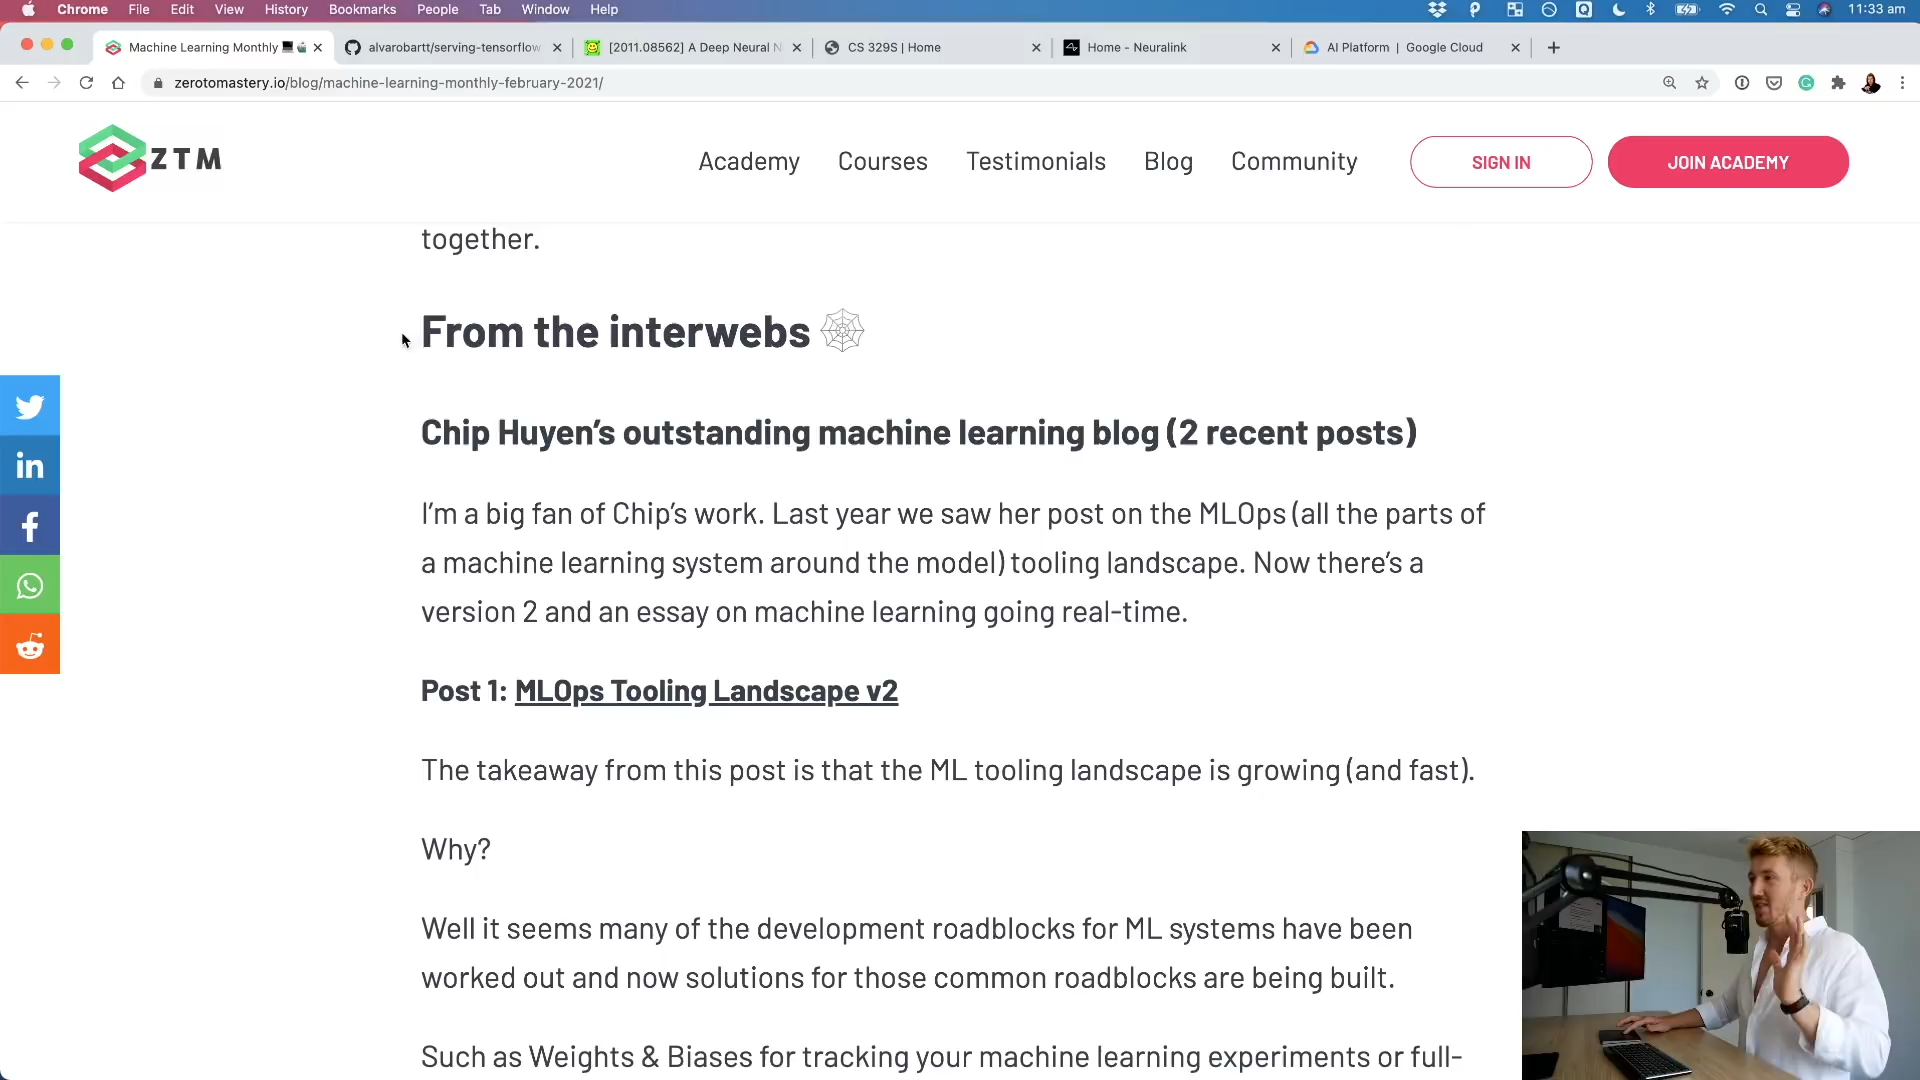 Chrome File Edit View History Bookmarks People Tab Window Help 11:33 am
Machine Learning Monthly
alvarobartt/serving-tensorflow
[2011.08562] A Deep Neural N
CS 329S | Home
Home - Neuralink
AI Platform | Google Cloud
zerotomastery.io/blog/machine-learning-monthly-february-2021/
ZTM
Academy Courses Testimonials Blog Community SIGN IN JOIN ACADEMY
together.
From the interwebs
Chip Huyen’s outstanding machine learning blog (2 recent posts)
I’m a big fan of Chip’s work. Last year we saw her post on the MLOps (all the parts of
a machine learning system around the model) tooling landscape. Now there’s a
version 2 and an essay on machine learning going real-time.
Post 1: MLOps Tooling Landscape v2
The takeaway from this post is that the ML tooling landscape is growing (and fast).
Why?
Well it seems many of the development roadblocks for ML systems have been
worked out and now solutions for those common roadblocks are being built.
Such as Weights & Biases for tracking your machine learning experiments or full-